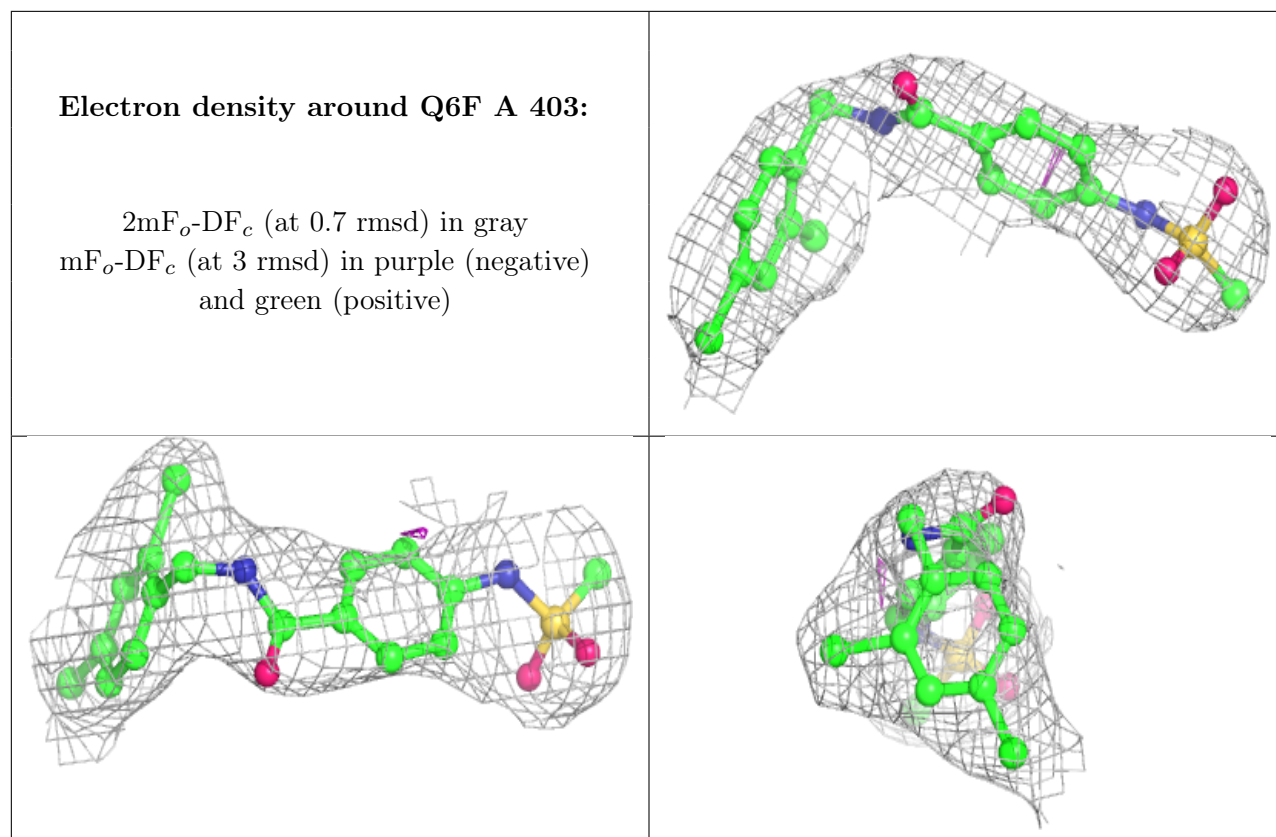 Electron density around Q6F A 403:
2mFₒ-DF𝑐 (at 0.7 rmsd) in gray
mFₒ-DF𝑐 (at 3 rmsd) in purple (negative)
and green (positive)